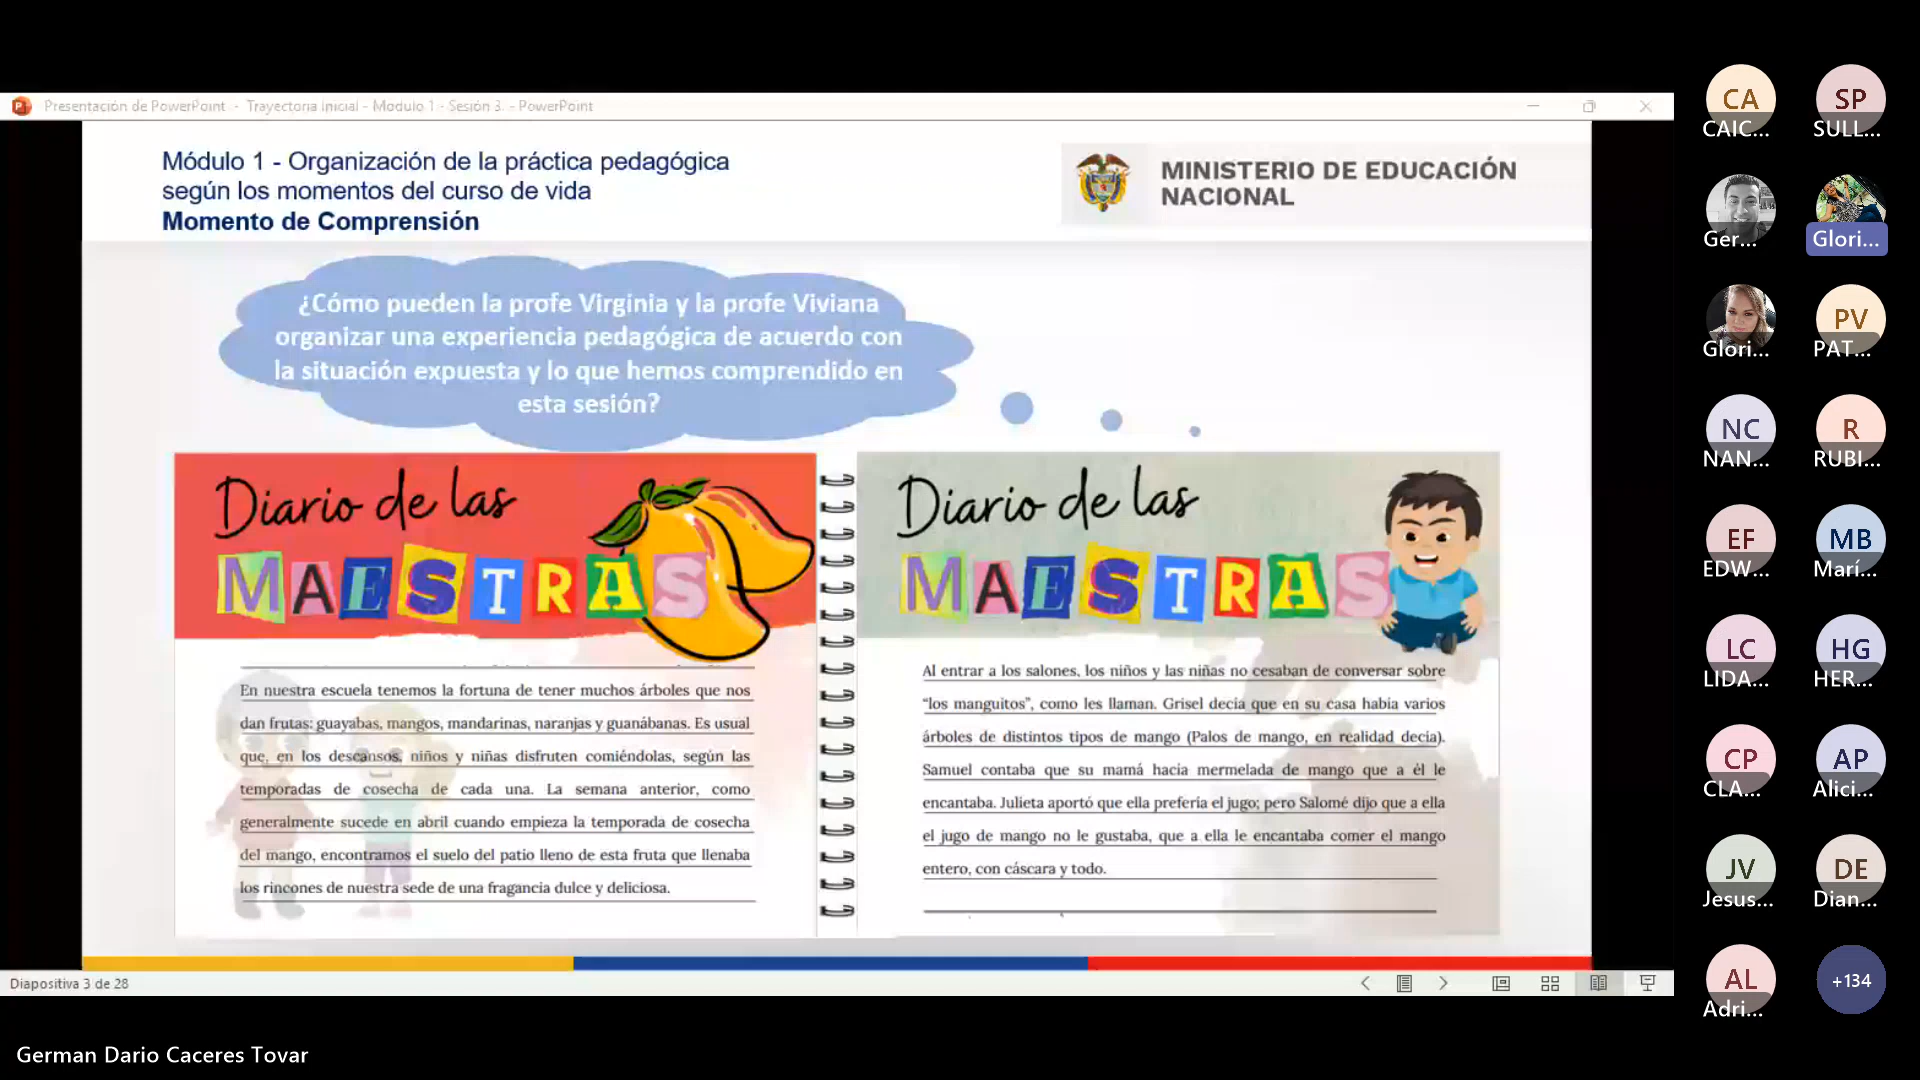 Presentación de PowerPoint - Trayectoria Inicial - Modulo 1 - Sesión 3. - PowerPoint
Módulo 1 - Organización de la práctica pedagógica
según los momentos del curso de vida
Momento de Comprensión
MINISTERIO DE EDUCACIÓN
NACIONAL
¿Cómo pueden la profe Virginia y la profe Viviana
organizar una experiencia pedagógica de acuerdo con
la situación expuesta y lo que hemos comprendido en
esta sesión?
Diario de las
MAESTRAS
En nuestra escuela tenemos la fortuna de tener muchos árboles que nos
dan frutas: guayabas, mangos, mandarinas, naranjas y guanábanas. Es usual
que, en los descansos, niños y niñas disfruten comiéndolas, según las
temporadas de cosecha de cada una. La semana anterior, como
generalmente sucede en abril cuando empieza la temporada de cosecha
del mango, encontramos el suelo del patio lleno de esta fruta que llenaba
los rincones de nuestra sede de una fragancia dulce y deliciosa.
Diario de las
MAESTRAS
Al entrar a los salones, los niños y las niñas no cesaban de conversar sobre
“los manguitos”, como les llaman. Grisel decía que en su casa había varios
árboles de distintos tipos de mango (Palos de mango, en realidad decía).
Samuel contaba que su mamá hacía mermelada de mango que a él le
encantaba. Julieta aportó que ella prefería el jugo; pero Salomé dijo que a ella
el jugo de mango no le gustaba, que a ella le encantaba comer el mango
entero, con cáscara y todo.
Diapositiva 3 de 28
German Dario Caceres Tovar
CA
CAIC...
SP
SULL...
Ger...
Glori...
Glori...
PV
PAT...
NC
NAN...
R
RUBI...
EF
EDW...
MB
Marí...
LC
LIDA...
HG
HER...
CP
CLA...
AP
Alici...
JV
Jesus...
DE
Dian...
AL
Adri...
+134